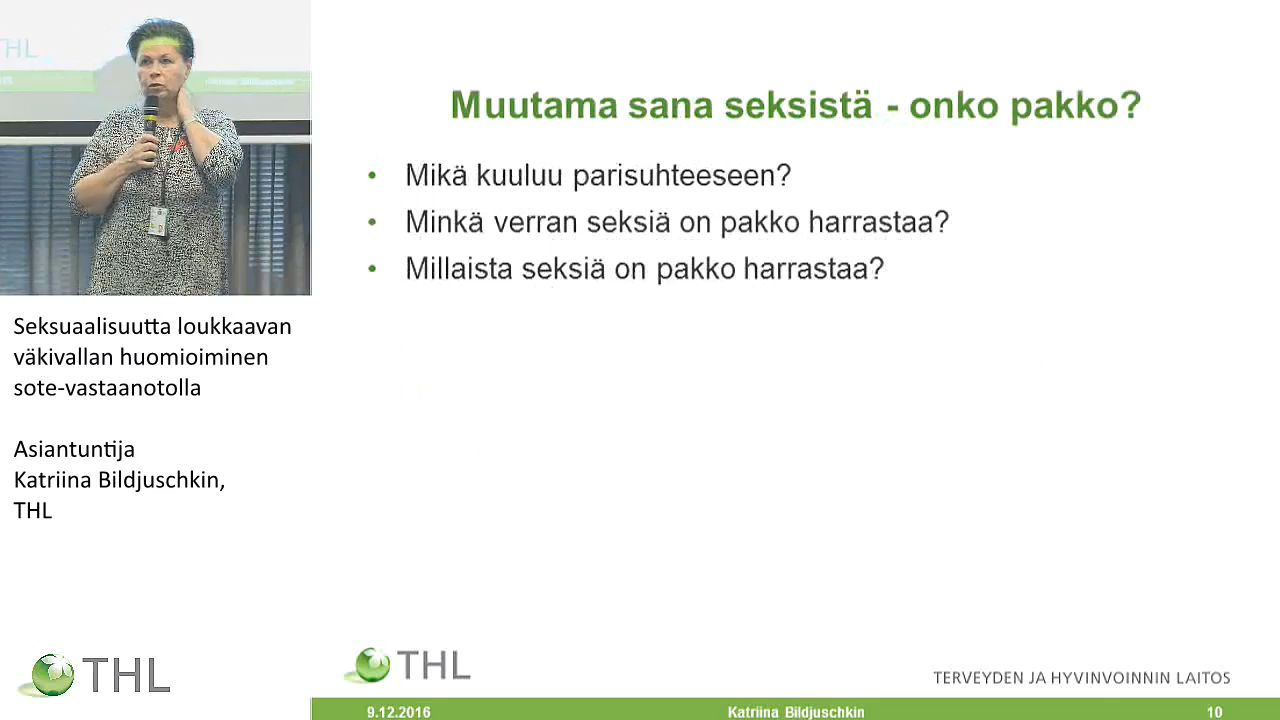 THL
Muutama sana seksistä - onko pakko?
• Mikä kuuluu parisuhteeseen?
• Minkä verran seksiä on pakko harrastaa?
• Millaista seksiä on pakko harrastaa?
Seksuaalisuutta loukkaavan
väkivallan huomioiminen
sote-vastaanotolla
Asiantuntija
Katriina Bildjuschkin,
THL
THL
THL
TERVEYDEN JA HYVINVOINNIN LAITOS
9.12.2016
Katriina Bildjuschkin
10